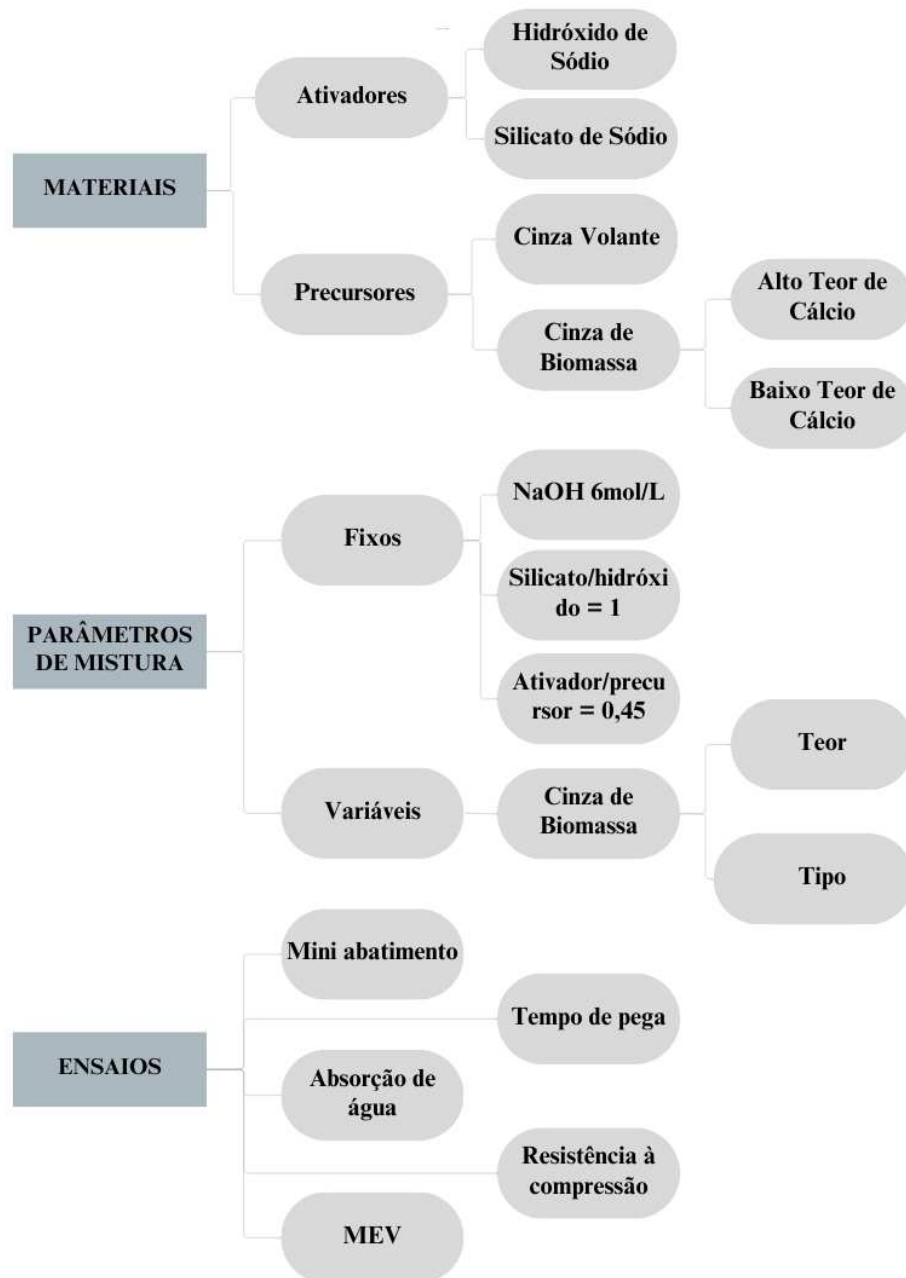 Hidróxido de
Sódio
Ativadores
Silicato de Sódio
MATERIAIS
Cinza Volante
Precursores
Alto Teor de
Cálcio
Cinza de
Biomassa
Baixo Teor de
Cálcio
NaOH 6mol/L
Fixos
Silicato/hidróxi
do = 1
PARÂMETROS
DE MISTURA
Ativador/precu
rsor = 0,45
Teor
Variáveis
Cinza de
Biomassa
Tipo
Mini abatimento
Tempo de pega
ENSAIOS
Absorção de
água
Resistência à
compressão
MEV